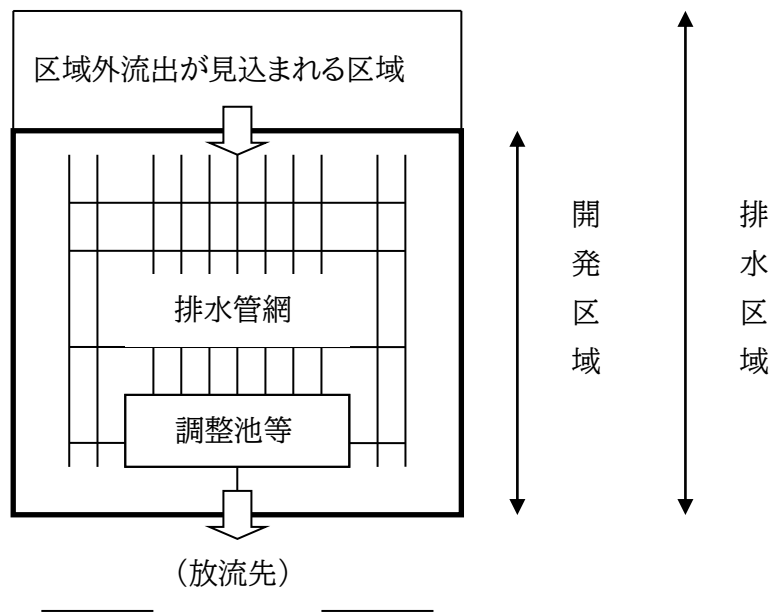 区域外流出が見込まれる区域
排水管網
調整池等
(放流先)
開発区域
排水区域